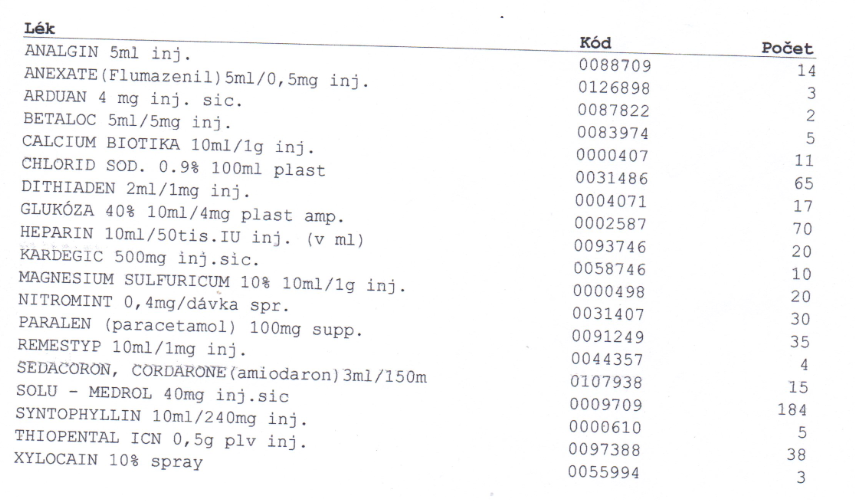 Lék Kód Počet
ANALGIN 5ml inj. 0088709 14
ANEXATE(Flumazenil)5ml/0,5mg inj. 0126898 3
ARDUAN 4 mg inj. sic. 0087822 2
BETALOC 5ml/5mg inj. 0083974 5
CALCIUM BIOTIKA 10ml/1g inj. 0000407 11
CHLORID SOD. 0.9% 100ml plast 0031486 65
DITHIADEN 2ml/1mg inj. 0004071 17
GLUKÓZA 40% 10ml/4mg plast amp. 0002587 70
HEPARIN 10ml/50tis.IU inj. (v ml) 0093746 20
KARDEGIC 500mg inj.sic. 0058746 10
MAGNESIUM SULFURICUM 10% 10ml/1g inj. 0000498 20
NITROMINT 0,4mg/dávka spr. 0031407 30
PARALEN (paracetamol) 100mg supp. 0091249 35
REMESTYP 10ml/1mg inj. 0044357 4
SEDACORON, CORDARONE(amiodaron)3ml/150m 0107938 15
SOLU - MEDROL 40mg inj.sic 0009709 184
SYNTOPHYLLIN 10ml/240mg inj. 0000610 5
THIOPENTAL ICN 0,5g plv inj. 0097388 38
XYLOCAIN 10% spray 0055994 3